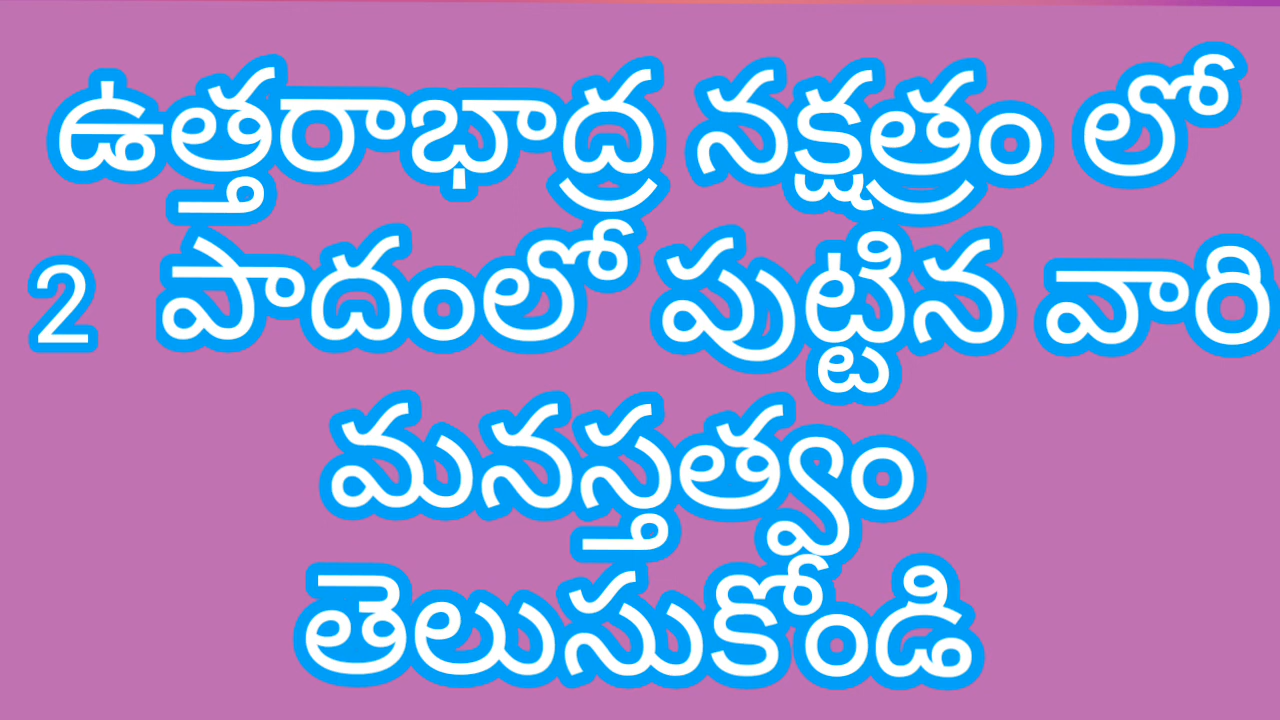 ఉత్తరాభాద్ర నక్షత్రం లో
2 పాదంలో పుట్టిన వారి
మనస్తత్వం
తెలుసుకోండి